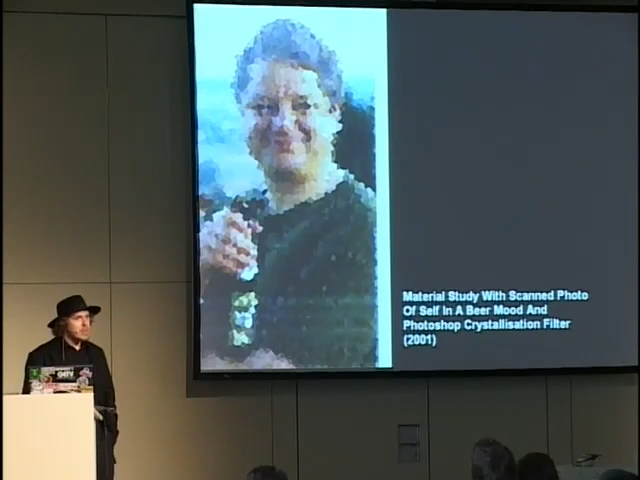 Material Study With Scanned Photo
Of Self In A Beer Mood And
Photoshop Crystallisation Filter
(2001)